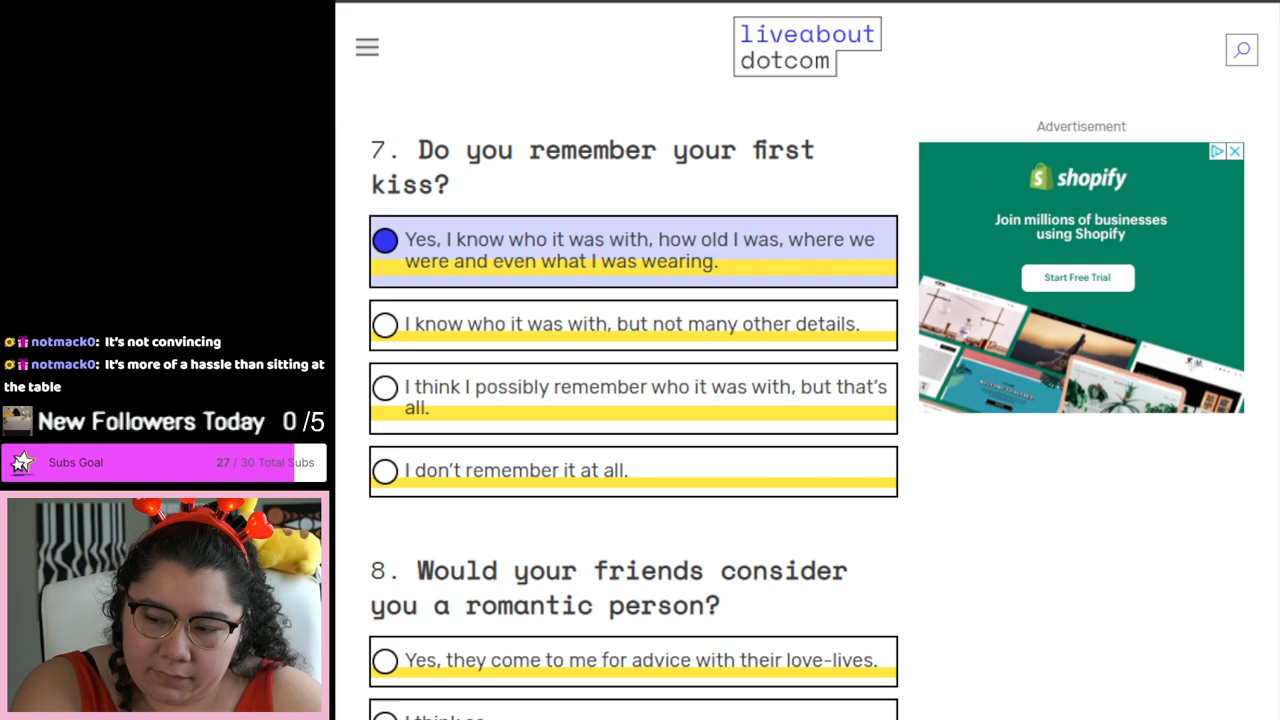 liveabout
dotcom
Advertisement
7. Do you remember your first
kiss?
Yes, I know who it was with, how old I was, where we
were and even what I was wearing.
I know who it was with, but not many other details.
I think I possibly remember who it was with, but that's
all.
I don't remember it at all.
8. Would your friends consider
you a romantic person?
Yes, they come to me for advice with their love-lives.
I think so
shopify
Join millions of businesses
using Shopify
Start Free Trial
notmack0: It's not convincing
notmack0: It's more of a hassle than sitting at
the table
New Followers Today 0 /5
Subs Goal 27 / 30 Total Subs